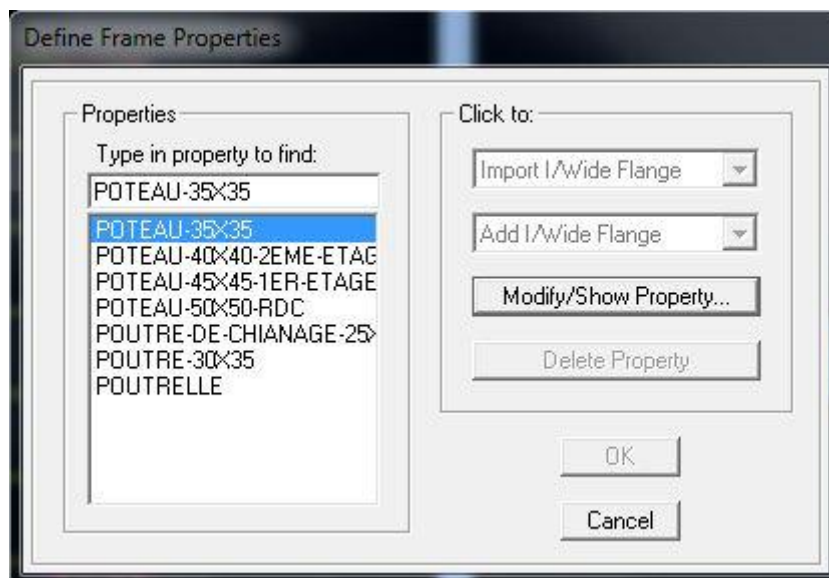 Define Frame Properties
Properties
Type in property to find:
POTEAU-35X35
POTEAU-35X35
POTEAU-40X40-2EME-ETAG
POTEAU-45X45-1ER-ETAGE
POTEAU-50X50-RDC
POUTRE-DE-CHIANAGE-25X
POUTRE-30X35
POUTRELLE
Click to:
Import I/Wide Flange
Add I/Wide Flange
Modify/Show Property...
Delete Property
OK
Cancel